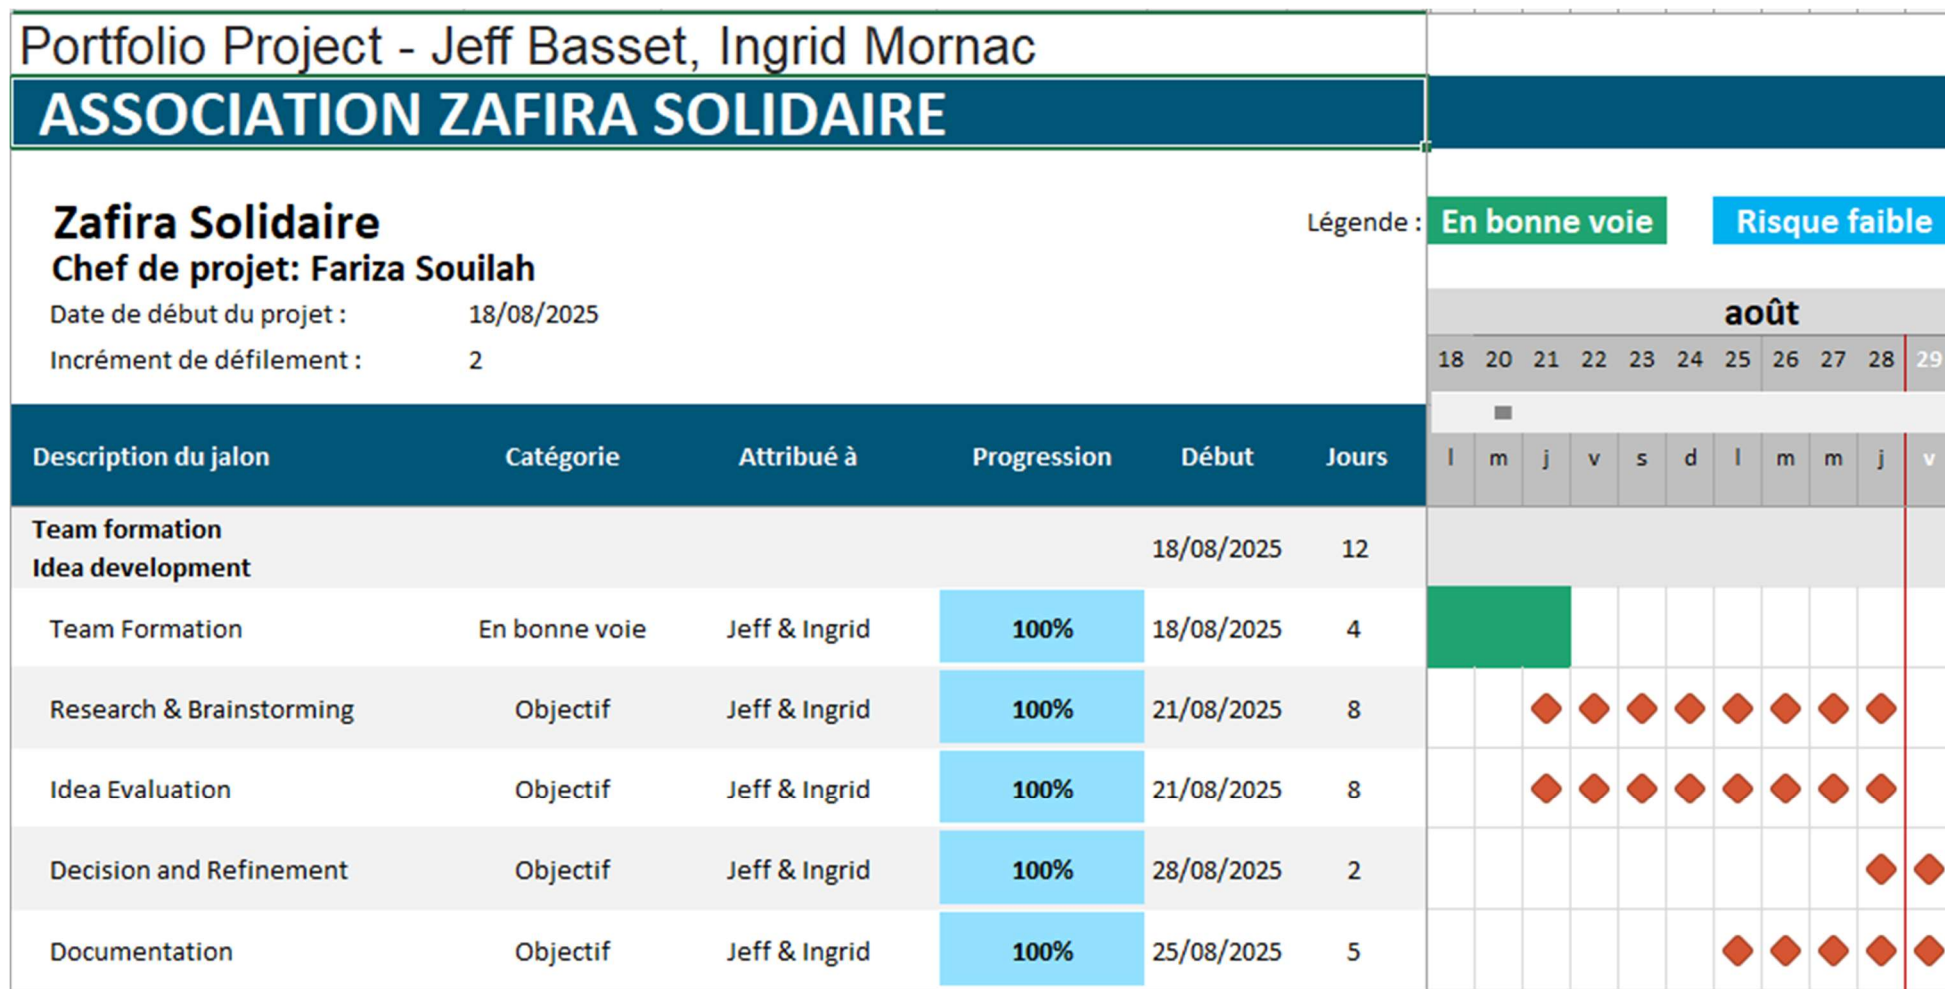 Portfolio Project - Jeff Basset, Ingrid Mornac
ASSOCIATION ZAFIRA SOLIDAIRE
Zafira Solidaire
Légende : En bonne voie Risque faible
Chef de projet: Fariza Souilah
Date de début du projet : 18/08/2025
août
Incrément de défilement : 2
18 20 21 22 23 24 25 26 27 28 29
Description du jalon Catégorie Attribué à Progression Début Jours
l m j v s d l m m j v
Team formation
Idea development
18/08/2025 12
Team Formation En bonne voie Jeff & Ingrid 100% 18/08/2025 4
Research & Brainstorming Objectif Jeff & Ingrid 100% 21/08/2025 8
Idea Evaluation Objectif Jeff & Ingrid 100% 21/08/2025 8
Decision and Refinement Objectif Jeff & Ingrid 100% 28/08/2025 2
Documentation Objectif Jeff & Ingrid 100% 25/08/2025 5